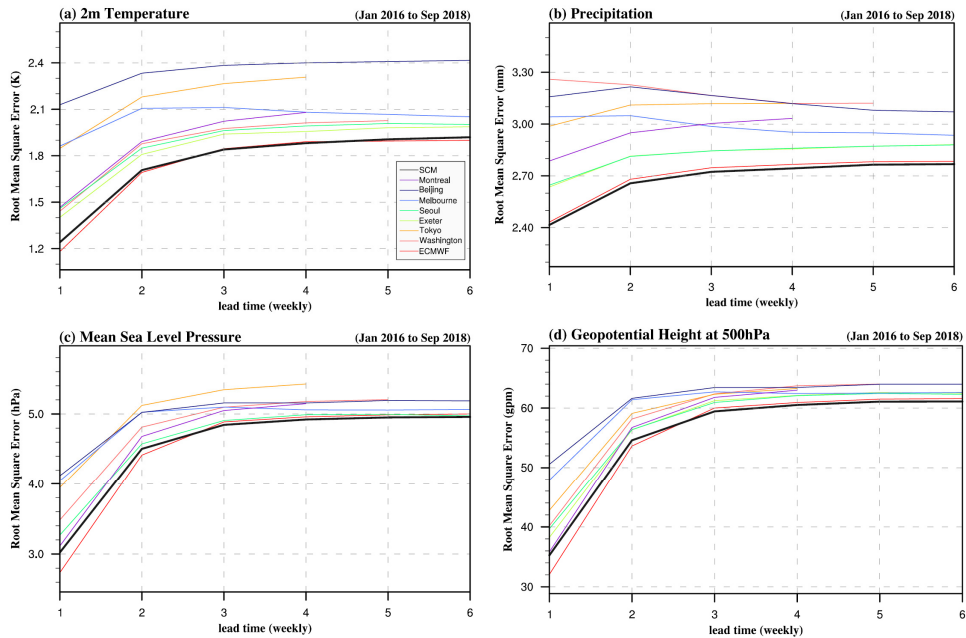 (a) 2m Temperature (Jan 2016 to Sep 2018)
Root Mean Square Error (K)
2.4
2.1
1.8
1.5
1.2
SCM
Montreal
Beijing
Melbourne
Seoul
Exeter
Tokyo
Washington
ECMWF
1 2 3 4 5 6
lead time (weekly)
(b) Precipitation (Jan 2016 to Sep 2018)
Root Mean Square Error (mm)
3.30
3.00
2.70
2.40
1 2 3 4 5 6
lead time (weekly)
(c) Mean Sea Level Pressure (Jan 2016 to Sep 2018)
Root Mean Square Error (hPa)
5.0
4.0
3.0
1 2 3 4 5 6
lead time (weekly)
(d) Geopotential Height at 500hPa (Jan 2016 to Sep 2018)
Root Mean Square Error (gpm)
70
60
50
40
30
1 2 3 4 5 6
lead time (weekly)